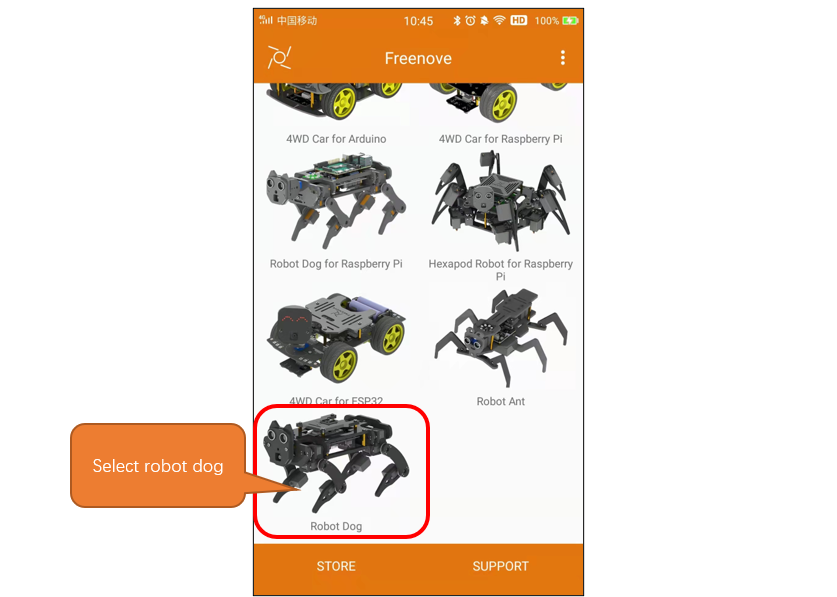 中国移动
10:45
HD
100%
Freenove
4WD Car for Arduino
4WD Car for Raspberry Pi
Robot Dog for Raspberry Pi
Hexapod Robot for Raspberry
Pi
4WD Car for ESP32
Robot Ant
Select robot dog
Robot Dog
STORE
SUPPORT